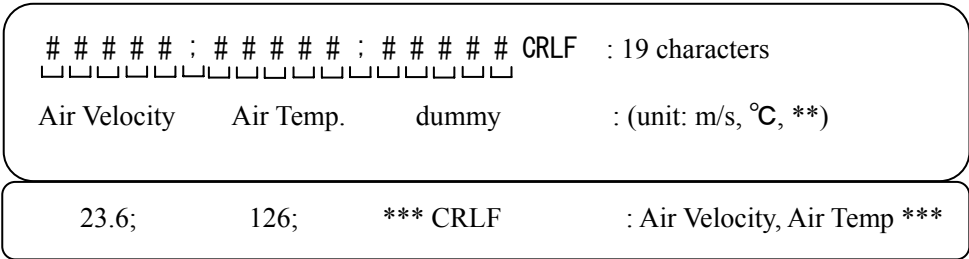 # # # # # ; # # # # # ; # # # # # CRLF : 19 characters
Air Velocity Air Temp. dummy : (unit: m/s, ℃, **)
23.6; 126; *** CRLF : Air Velocity, Air Temp ***